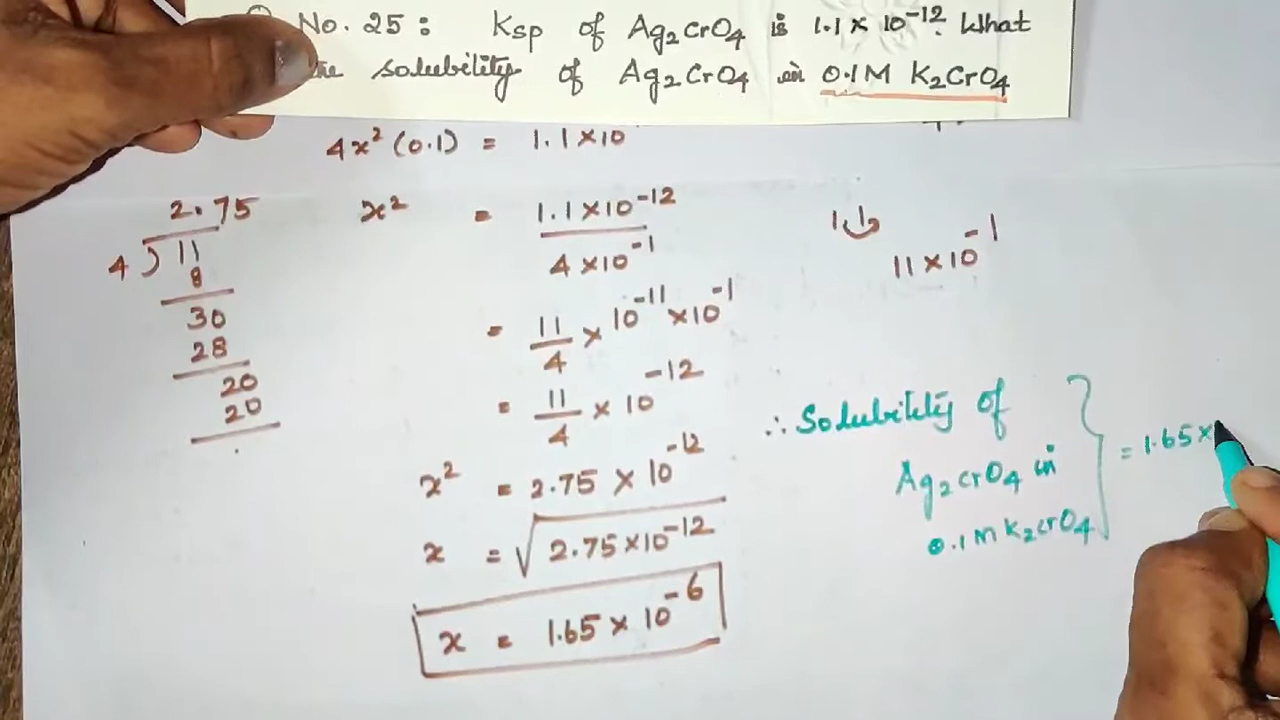 No. 25 : Ksp of Ag2CrO4 is 1.1 × 10^-12. What
the solubility of Ag2CrO4 in 0.1M K2CrO4
4x²(0.1) = 1.1 × 10
x² = 1.1×10^-12 / 4×10^-1
1.1
11 × 10^-1
= 11/4 × 10^-11 × 10^-1
= 11/4 × 10^-12
x² = 2.75 × 10^-12
x = √2.75×10^-12
x = 1.65 × 10^-6
2.75
4 ) 11
8
30
28
20
20
∴ Solubility of
Ag2CrO4 in = 1.65 ×
0.1M K2CrO4